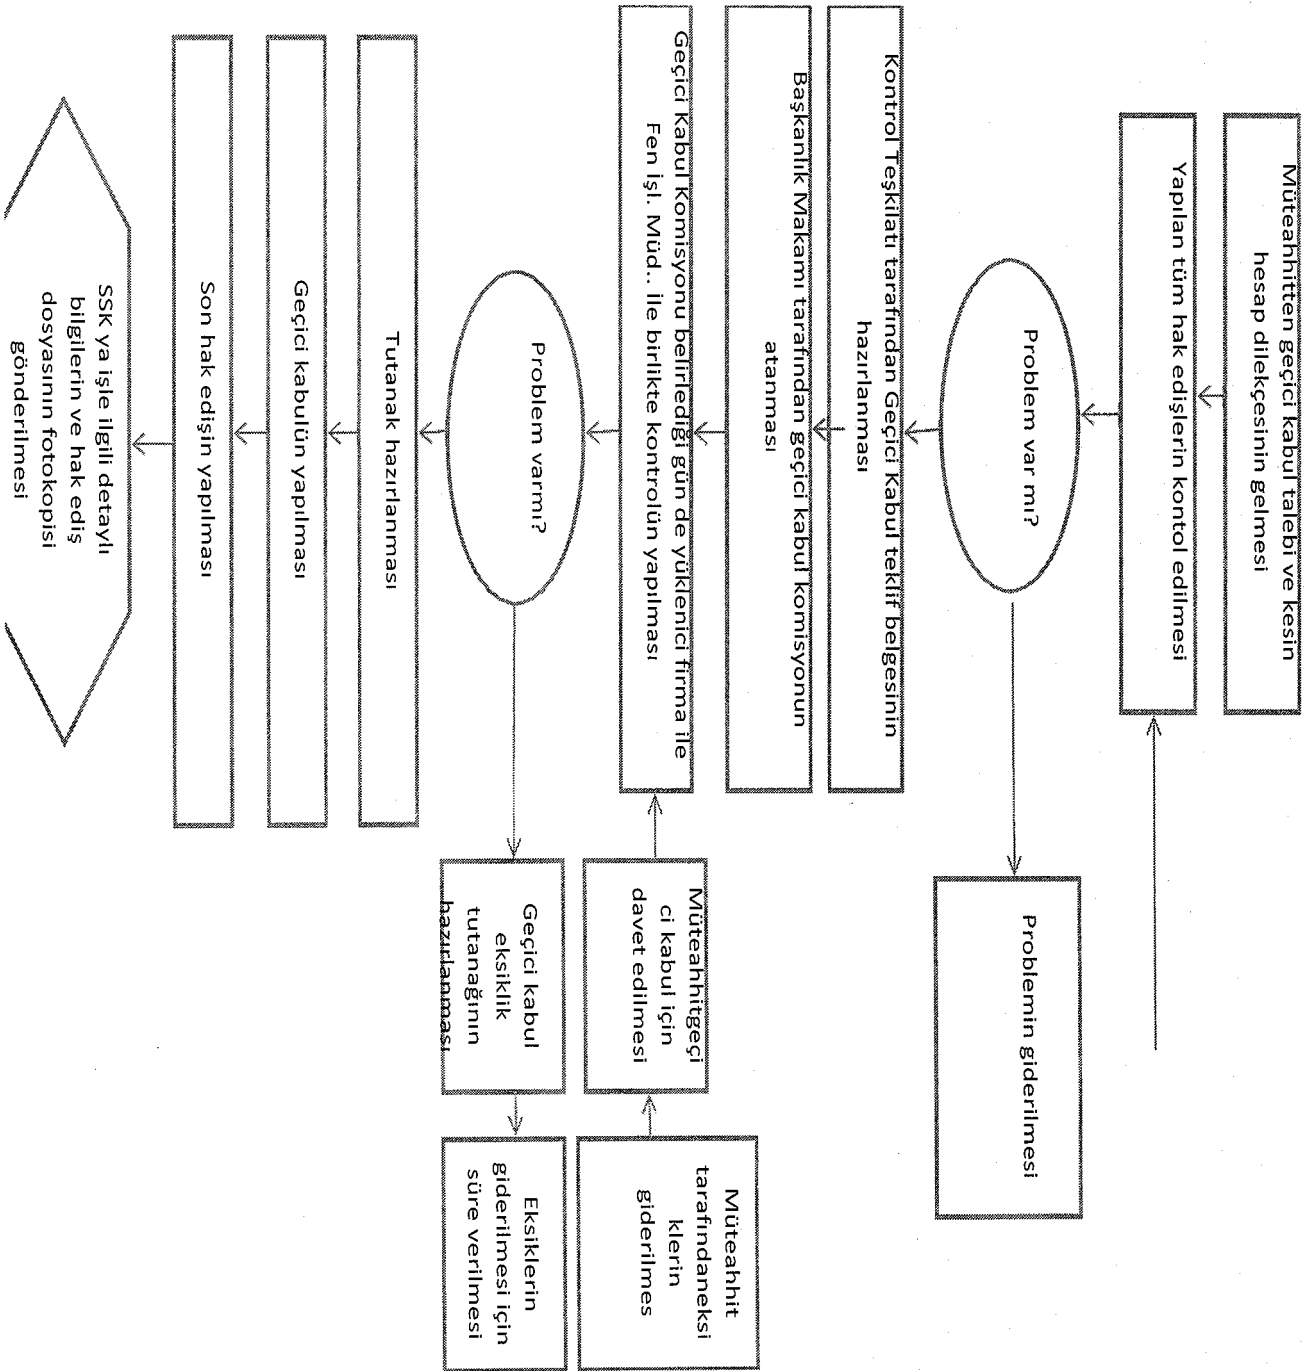 Müteahhitten geçici kabul talebi ve kesin
hesap dilekçesinin gelmesi
Yapılan tüm hak edişlerin kontol edilmesi
Problem var mı?
Problemin giderilmesi
Kontrol Teşkilatı tarafından Geçici Kabul teklif belgesinin
hazırlanması
Başkanlık Makamı tarafından geçici kabul komisyonun
atanması
Geçici Kabul Komisyonu belirlediği gün de yüklenici firma ile
Fen İşl. Müd.. İle birlikte kontrolün yapılması
Müteahhitgeçi
ci kabul için
davet edilmesi
Müteahhit
tarafındaneksi
klerin
giderilmes
Problem varmı?
Geçici kabul
eksiklik
tutanağının
hazırlanması
Eksiklerin
giderilmesi için
süre verilmesi
Tutanak hazırlanması
Geçici kabulün yapılması
Son hak edişin yapılması
SSK ya işle ilgili detaylı
bilgilerin ve hak ediş
dosyasının fotokopisi
gönderilmesi